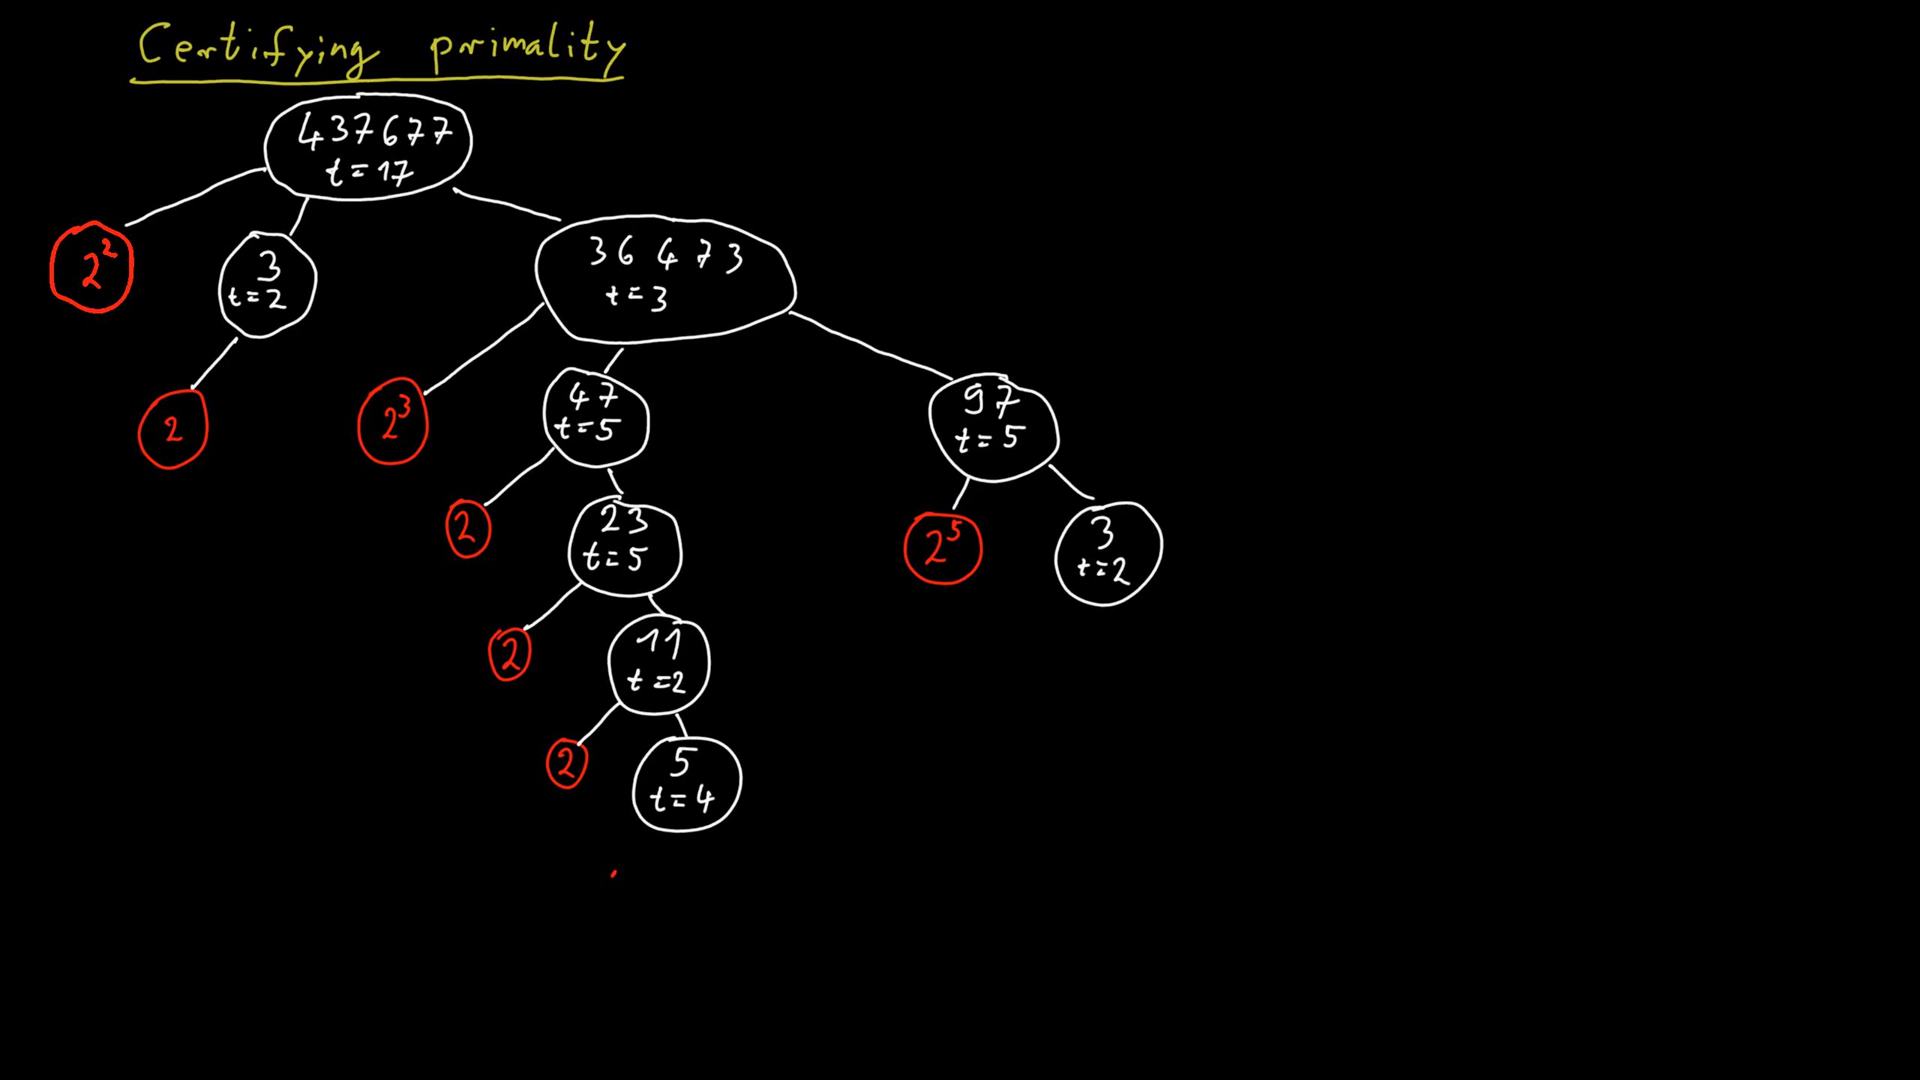 Certifying primality
437677
t=17
2²
3
t=2
36473
t=3
2
2³
47
t=5
97
t=5
2
23
t=5
2⁵
3
t=2
2
11
t=2
2
5
t=4